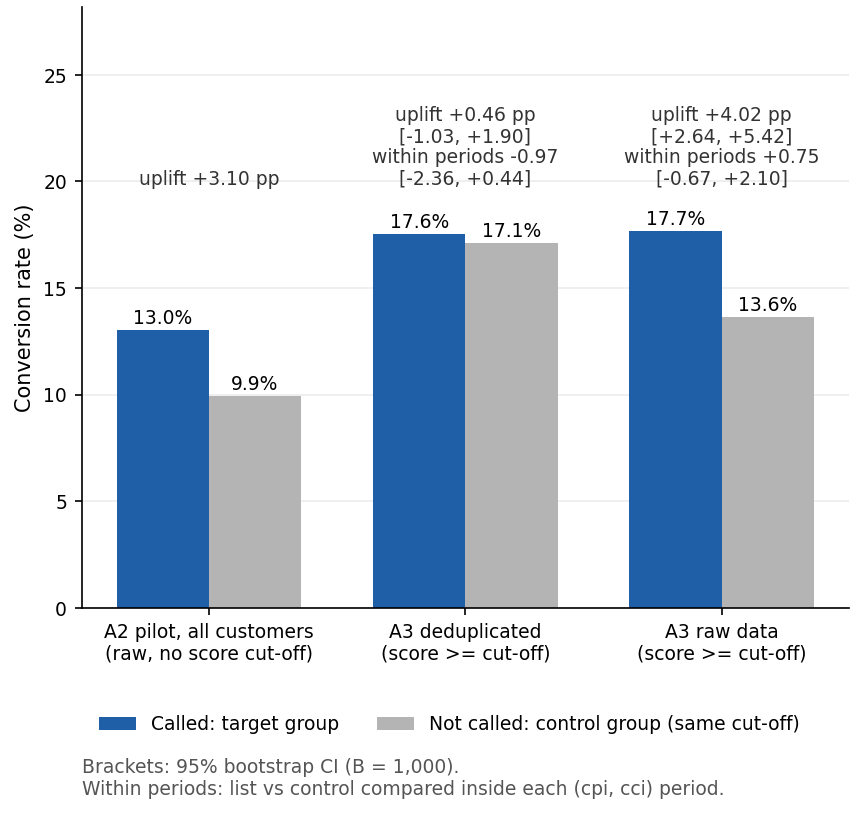 Conversion rate (%)
25
20
15
10
5
0
uplift +3.10 pp
13.0%
9.9%
uplift +0.46 pp
[-1.03, +1.90]
within periods -0.97
[-2.36, +0.44]
17.6%
17.1%
uplift +4.02 pp
[+2.64, +5.42]
within periods +0.75
[-0.67, +2.10]
17.7%
13.6%
A2 pilot, all customers
(raw, no score cut-off)
A3 deduplicated
(score >= cut-off)
A3 raw data
(score >= cut-off)
Called: target group
Not called: control group (same cut-off)
Brackets: 95% bootstrap CI (B = 1,000).
Within periods: list vs control compared inside each (cpi, cci) period.